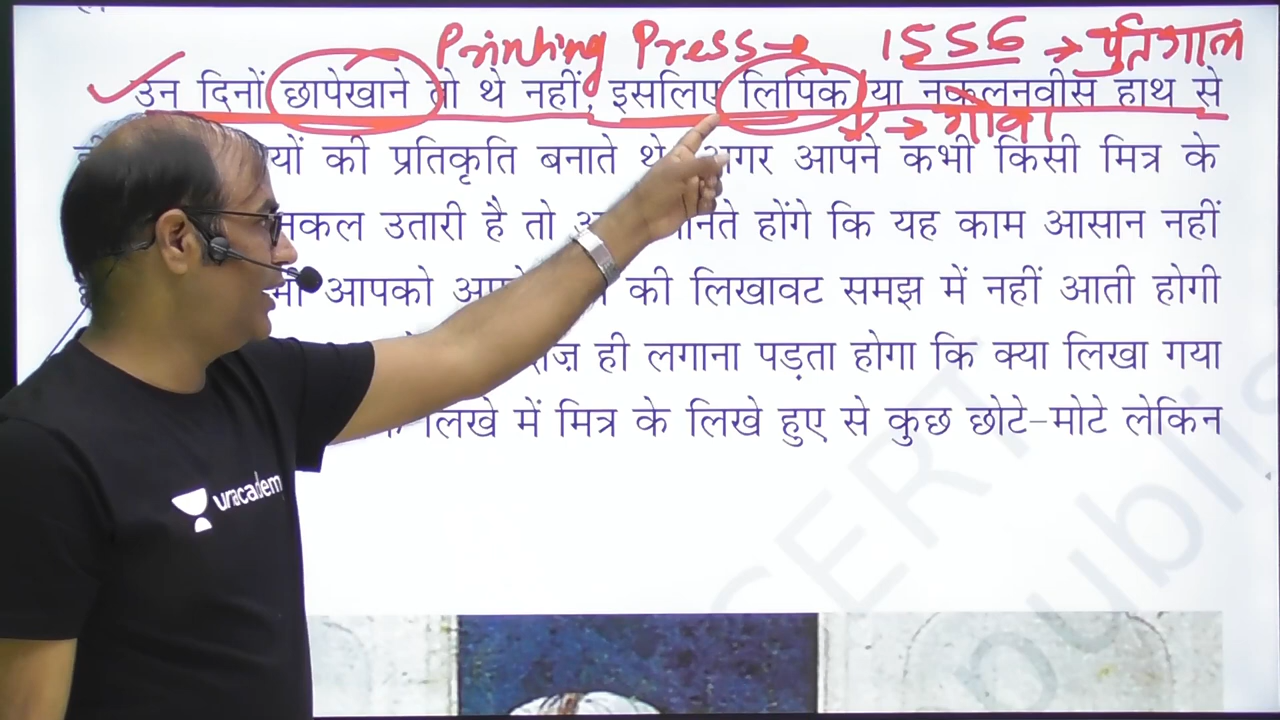 Printing Press → 1556 → पुर्तगाल
उन दिनों छापेखाने तो थे नहीं, इसलिए लिपिक या नकलनवीस हाथ से
→ गोवा
की प्रतिकृति बनाते थे। अगर आपने कभी किसी मित्र के
नकल उतारी है तो होंगे कि यह काम आसान नहीं
आपको की लिखावट समझ में नहीं आती होगी
ही लगाना पड़ता होगा कि क्या लिखा गया
लिखे में मित्र के लिखे हुए से कुछ छोटे-मोटे लेकिन
unacademy